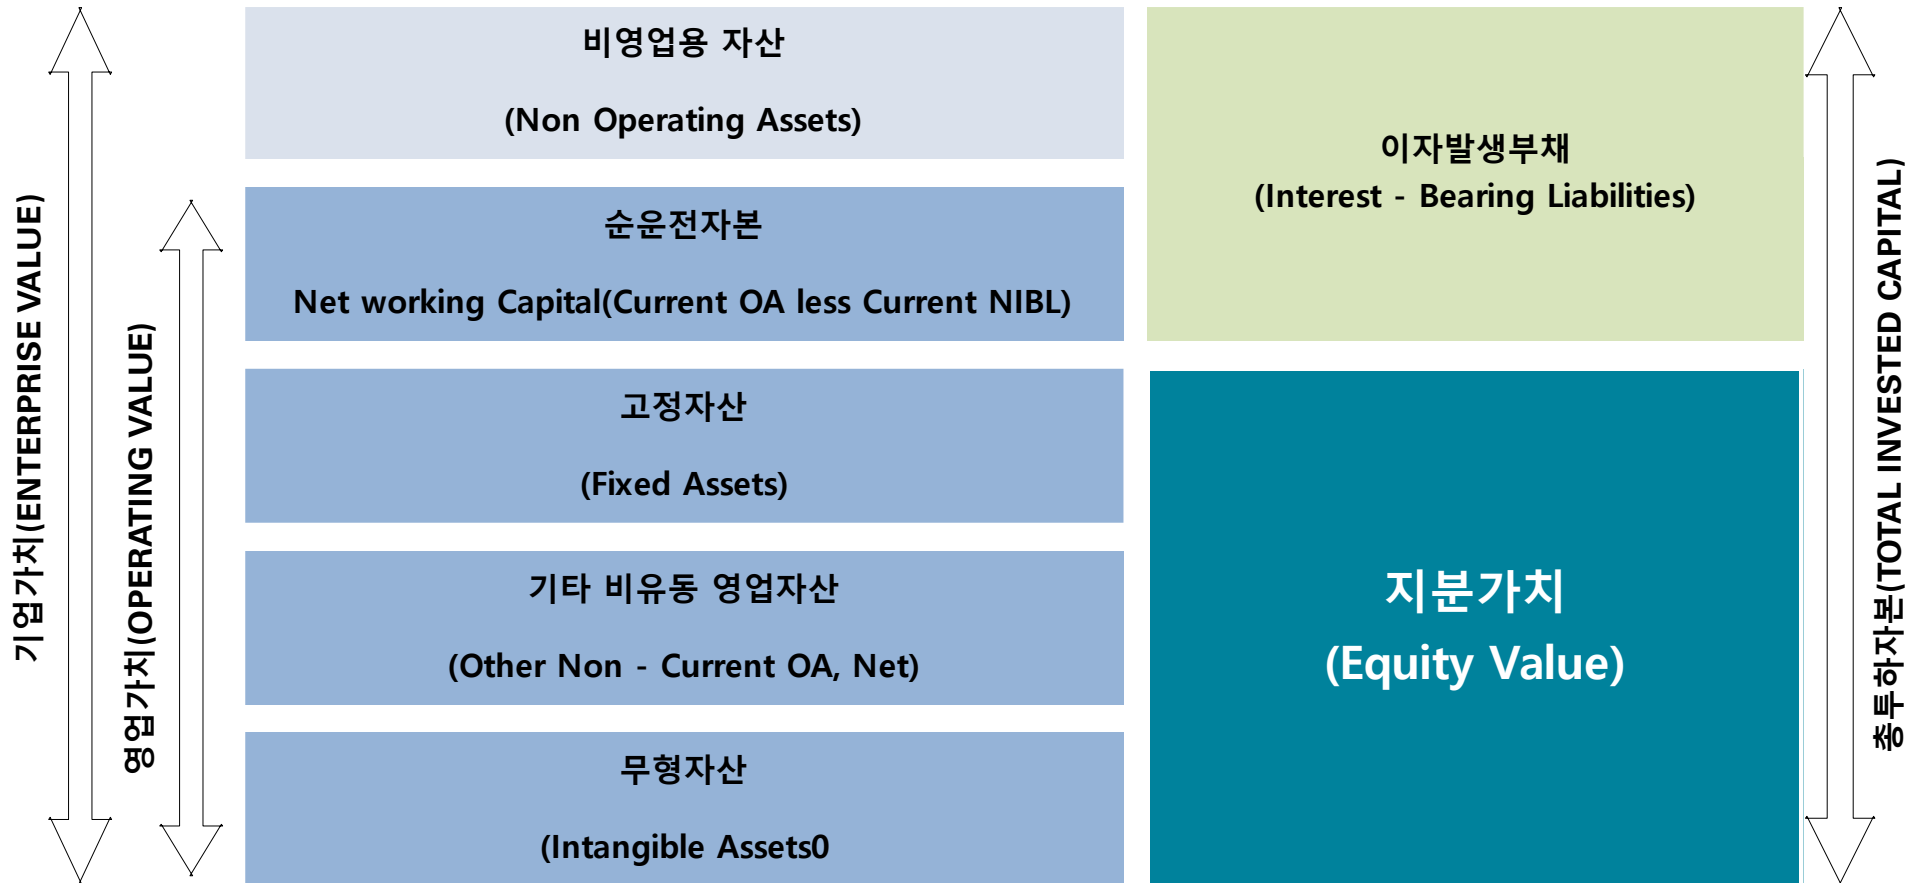 기업가치(ENTERPRISE VALUE)
영업가치(OPERATING VALUE)
비영업용 자산
(Non Operating Assets)
순운전자본
Net working Capital(Current OA less Current NIBL)
고정자산
(Fixed Assets)
기타 비유동 영업자산
(Other Non - Current OA, Net)
무형자산
(Intangible Assets0
이자발생부채
(Interest - Bearing Liabilities)
지분가치
(Equity Value)
총투하자본(TOTAL INVESTED CAPITAL)